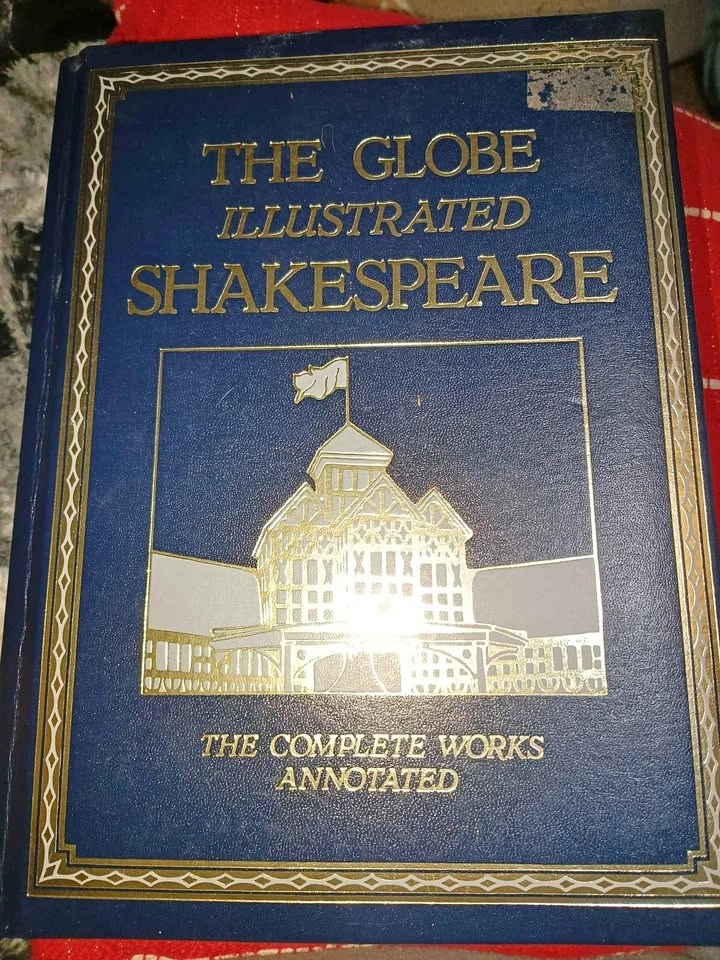 THE GLOBE
ILLUSTRATED
SHAKESPEARE
THE COMPLETE WORKS
ANNOTATED